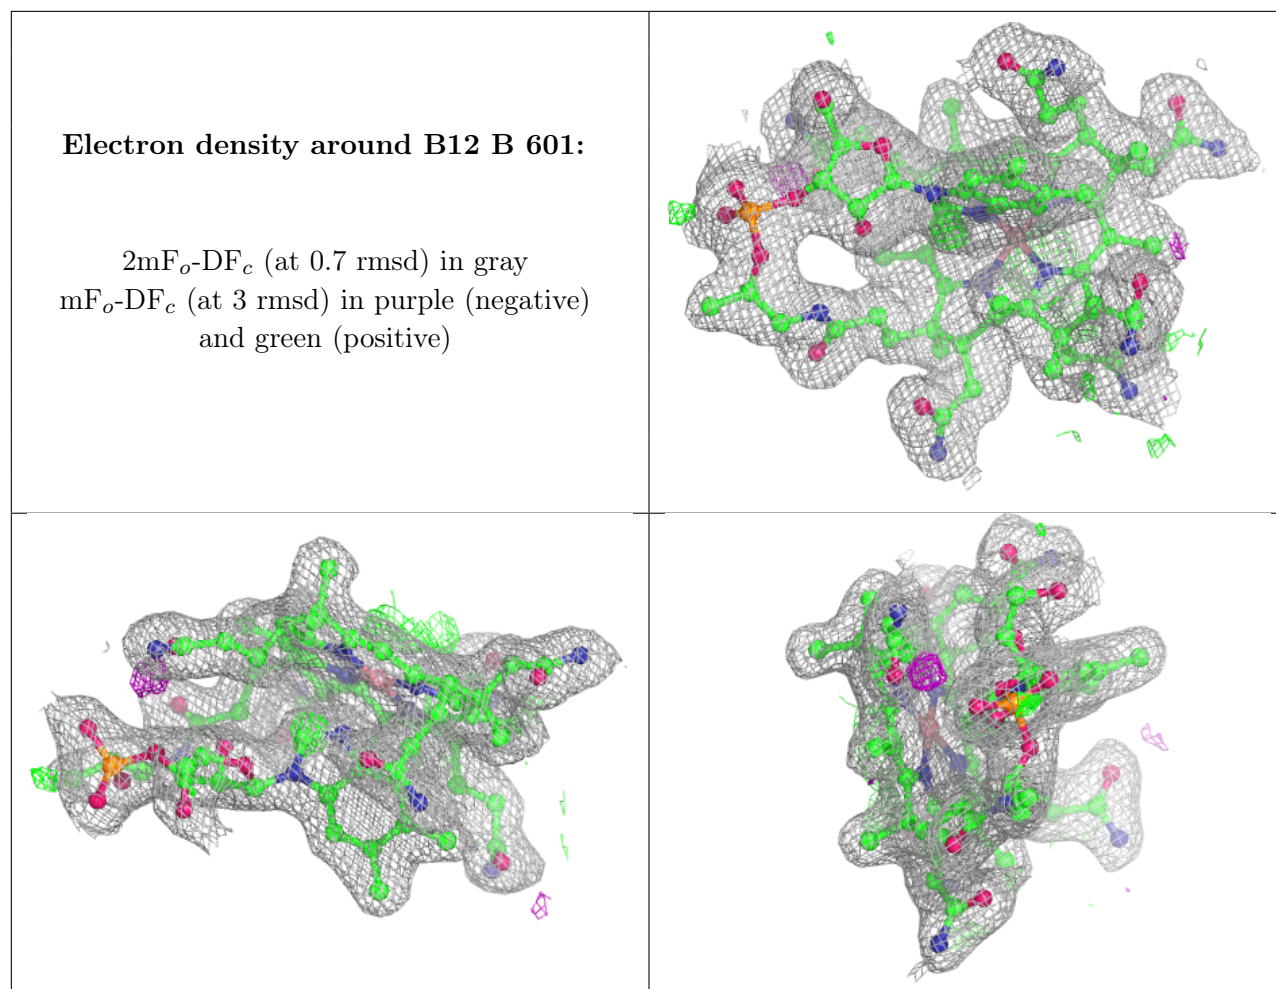 Electron density around B12 B 601:
2mFo-DFc (at 0.7 rmsd) in gray
mFo-DFc (at 3 rmsd) in purple (negative)
and green (positive)